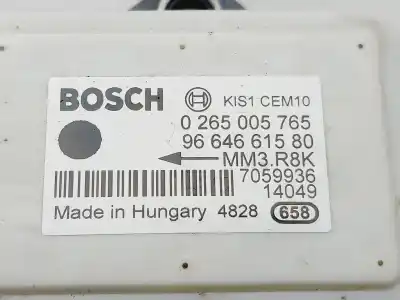 BOSCH KIS1 CEM10
0 265 005 765
96 646 615 80
MM3.R8K
7059936
14049
Made in Hungary 4828 658